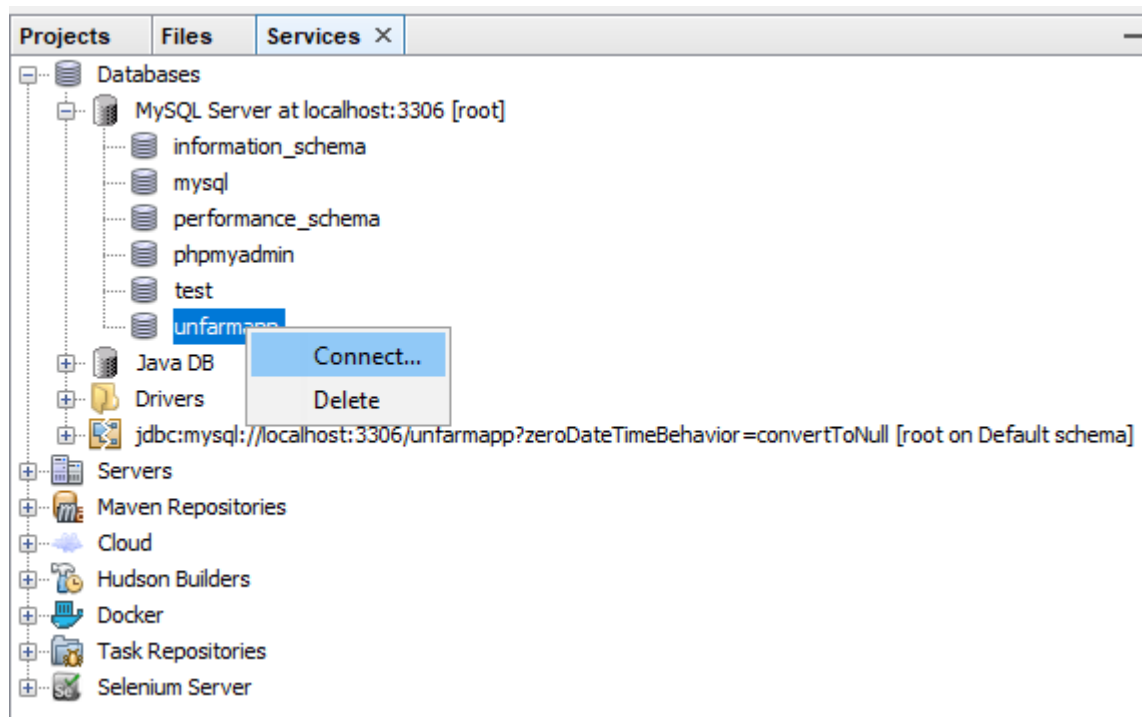 Projects Files Services ×
Databases
MySQL Server at localhost:3306 [root]
information_schema
mysql
performance_schema
phpmyadmin
test
unfarmapp
Connect...
Java DB
Drivers
Delete
jdbc:mysql://localhost:3306/unfarmapp?zeroDateTimeBehavior=convertToNull [root on Default schema]
Servers
Maven Repositories
Cloud
Hudson Builders
Docker
Task Repositories
Selenium Server